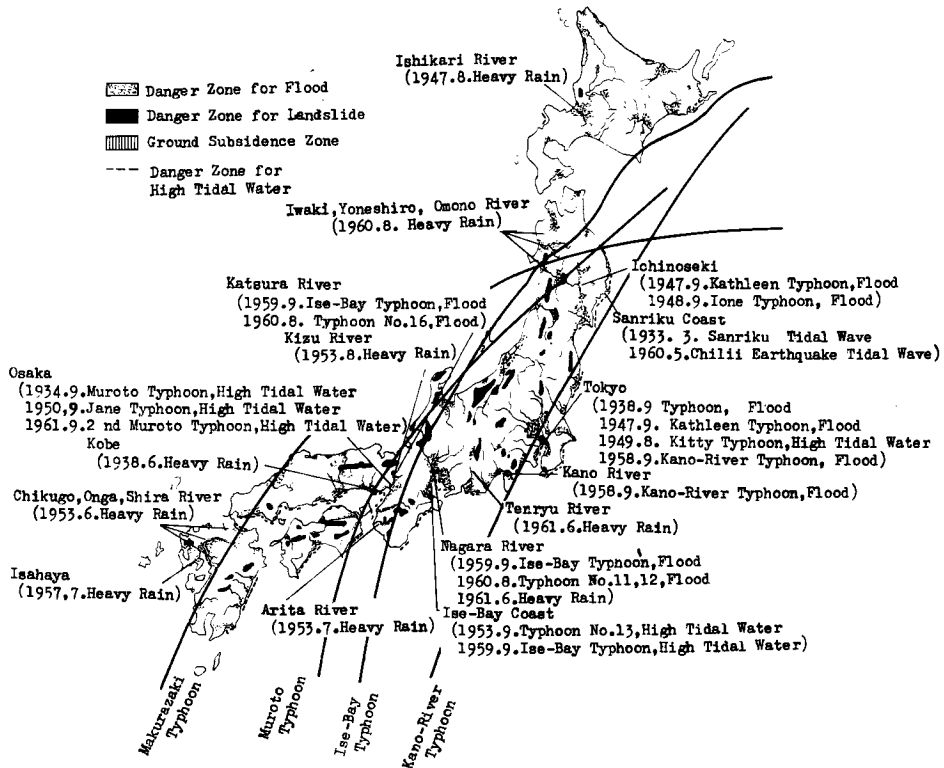 Ishikari River
(1947.8.Heavy Rain)
Danger Zone for Flood
Danger Zone for Landslide
Ground Subsidence Zone
Danger Zone for
High Tidal Water
Iwaki,Yoneshiro, Omono River
(1960.8. Heavy Rain)
Ichinoseki
(1947.9.Kathleen Typhoon,Flood
1948.9.Ione Typhoon, Flood)
Katsura River
(1959.9.Ise-Bay Typhoon,Flood
1960.8. Typhoon No.16,Flood)
Kizu River
(1953.8.Heavy Rain)
Sanriku Coast
(1933. 3. Sanriku Tidal Wave
1960.5.Chilii Earthquake Tidal Wave)
Osaka
(1934.9.Muroto Typhoon,High Tidal Water
1950,9.Jane Typhoon,High Tidal Water
1961.9.2 nd Muroto Typhoon,High Tidal Water)
Kobe
(1938.6.Heavy Rain)
Tokyo
(1938.9 Typhoon, Flood
1947.9. Kathleen Typhoon,Flood
1949.8. Kitty Typhoon,High Tidal Water
1958.9.Kano-River Typhoon, Flood)
Kano River
(1958.9.Kano-River Typhoon,Flood)
Chikugo,Onga,Shira River
(1953.6.Heavy Rain)
Tenryu River
(1961.6.Heavy Rain)
Isahaya
(1957,7.Heavy Rain)
Nagara River
(1959.9.Ise-Bay Typhoon,Flood
1960.8.Typhoon No.11,12,Flood
1961.6.Heavy Rain)
Arita River
(1953.7.Heavy Rain)
Ise-Bay Coast
(1953.9.Typhoon No.13,High Tidal Water
1959.9.Ise-Bay Typhoon,High Tidal Water)
Makurazaki
Typhoon
Muroto
Typhoon
Ise-Bay
Typhoon
Kano-River
Typhoon